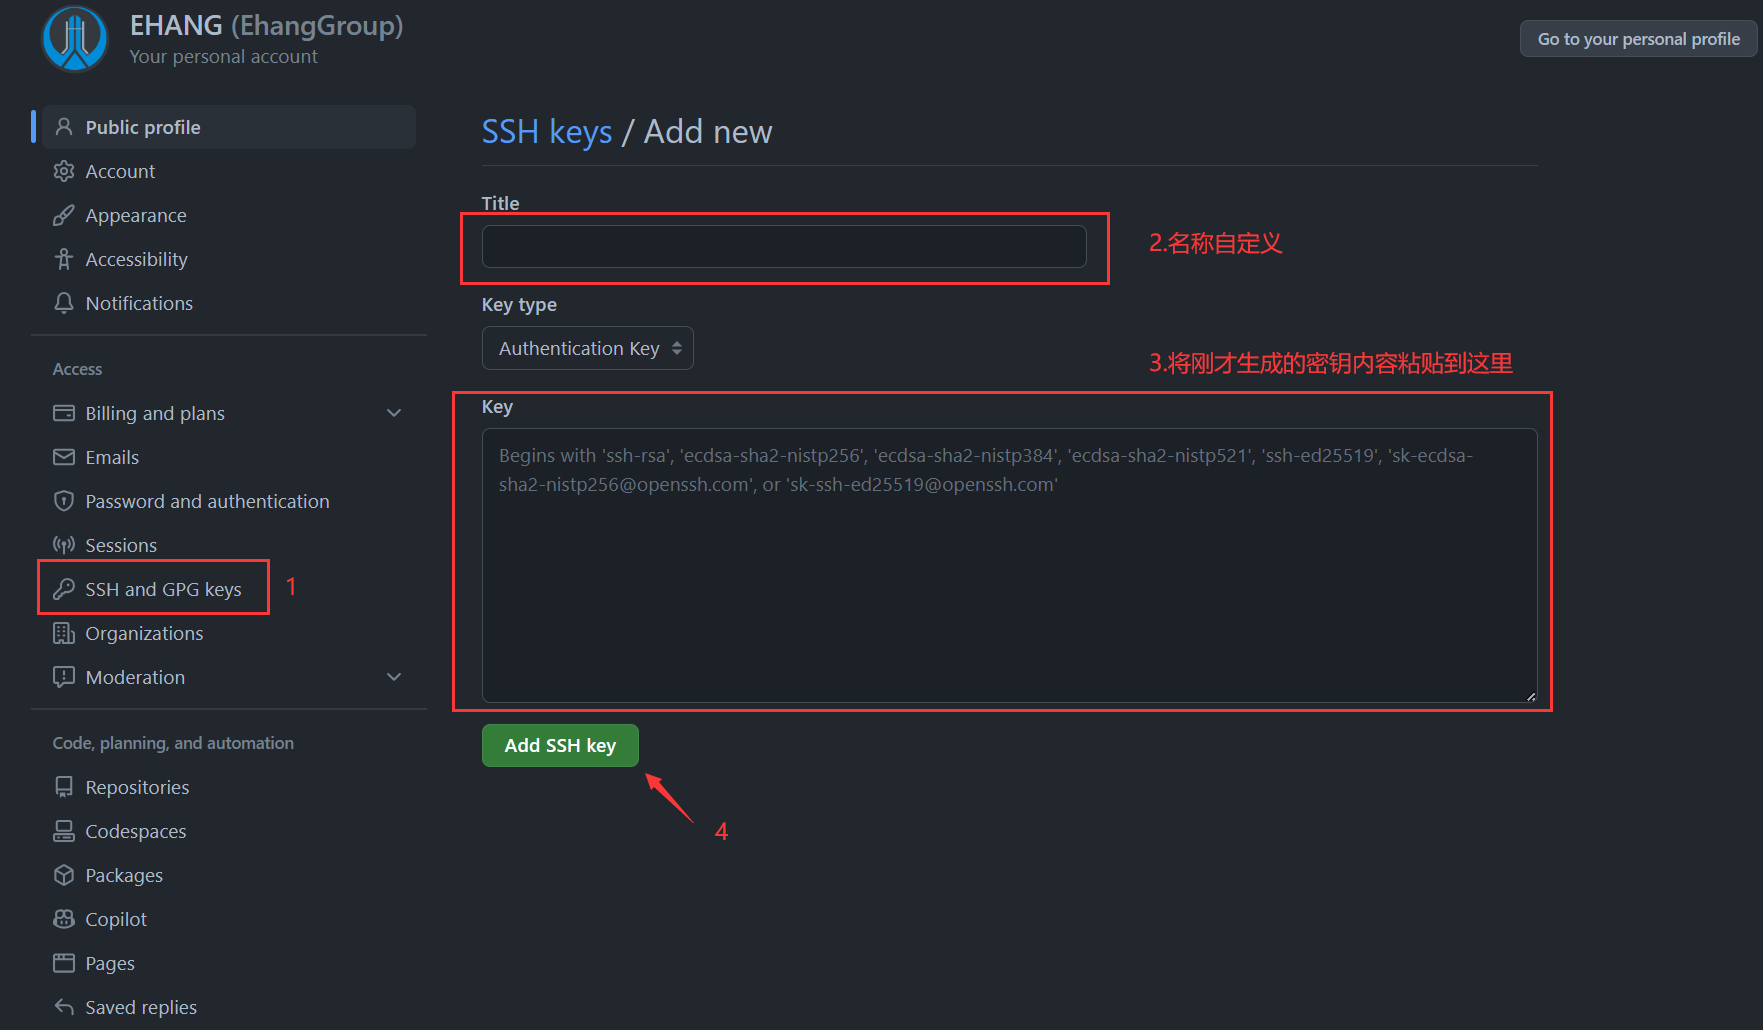 EHANG (EhangGroup)
Your personal account
Go to your personal profile
Public profile
Account
Appearance
Accessibility
Notifications
Access
Billing and plans
Emails
Password and authentication
Sessions
SSH and GPG keys
1
Organizations
Moderation
Code, planning, and automation
Repositories
Codespaces
Packages
Copilot
Pages
Saved replies
SSH keys / Add new
Title
2.名称自定义
Key type
Authentication Key
3.将刚才生成的密钥内容粘贴到这里
Key
Begins with 'ssh-rsa', 'ecdsa-sha2-nistp256', 'ecdsa-sha2-nistp384', 'ecdsa-sha2-nistp521', 'ssh-ed25519', 'sk-ecdsa-
sha2-nistp256@openssh.com', or 'sk-ssh-ed25519@openssh.com'
Add SSH key
4